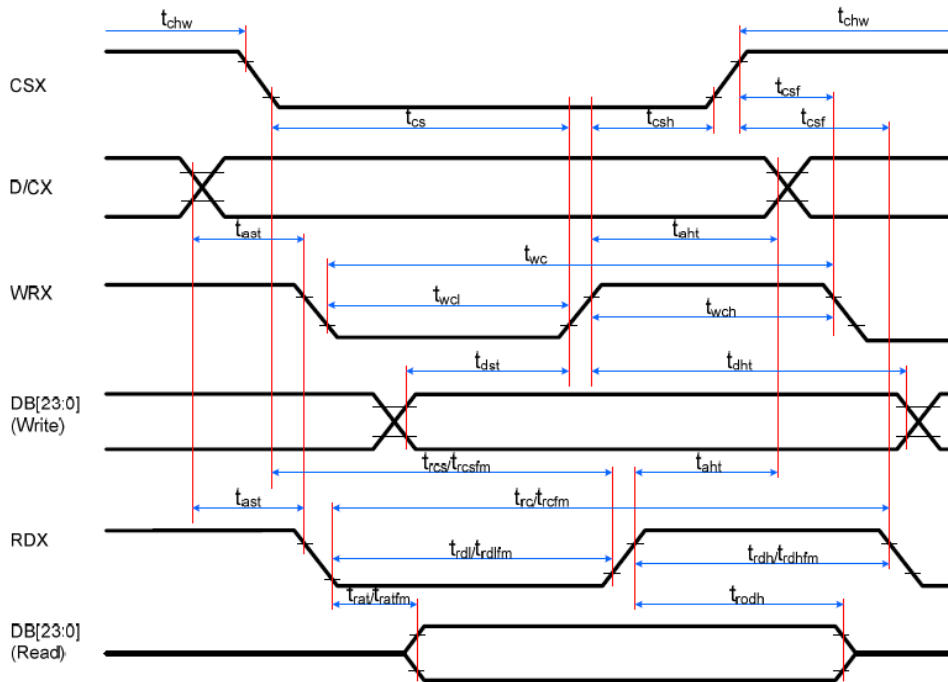 tchw
tchw
CSX
tcsf
tcs
tcsh
tcsf
D/CX
tast
taht
twc
WRX
twcl
twch
tdst
tdht
DB[23:0]
(Write)
trcs/trcsfm
taht
tast
trc/trcfm
RDX
trdl/trdlfm
trdh/trdhfm
trat/tratfm
trodh
DB[23:0]
(Read)